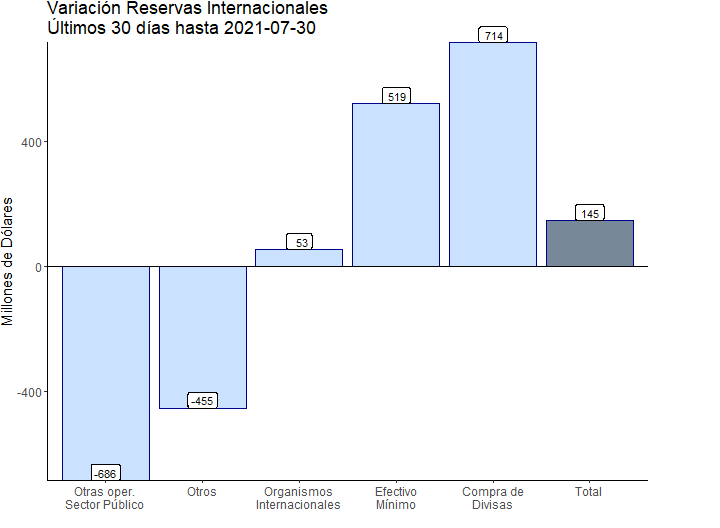 Variación Reservas Internacionales
Últimos 30 días hasta 2021-07-30
Millones de Dólares
400
0
-400
-686
-455
53
519
714
145
Otras oper.
Sector Público
Otros
Organismos
Internacionales
Efectivo
Mínimo
Compra de
Divisas
Total